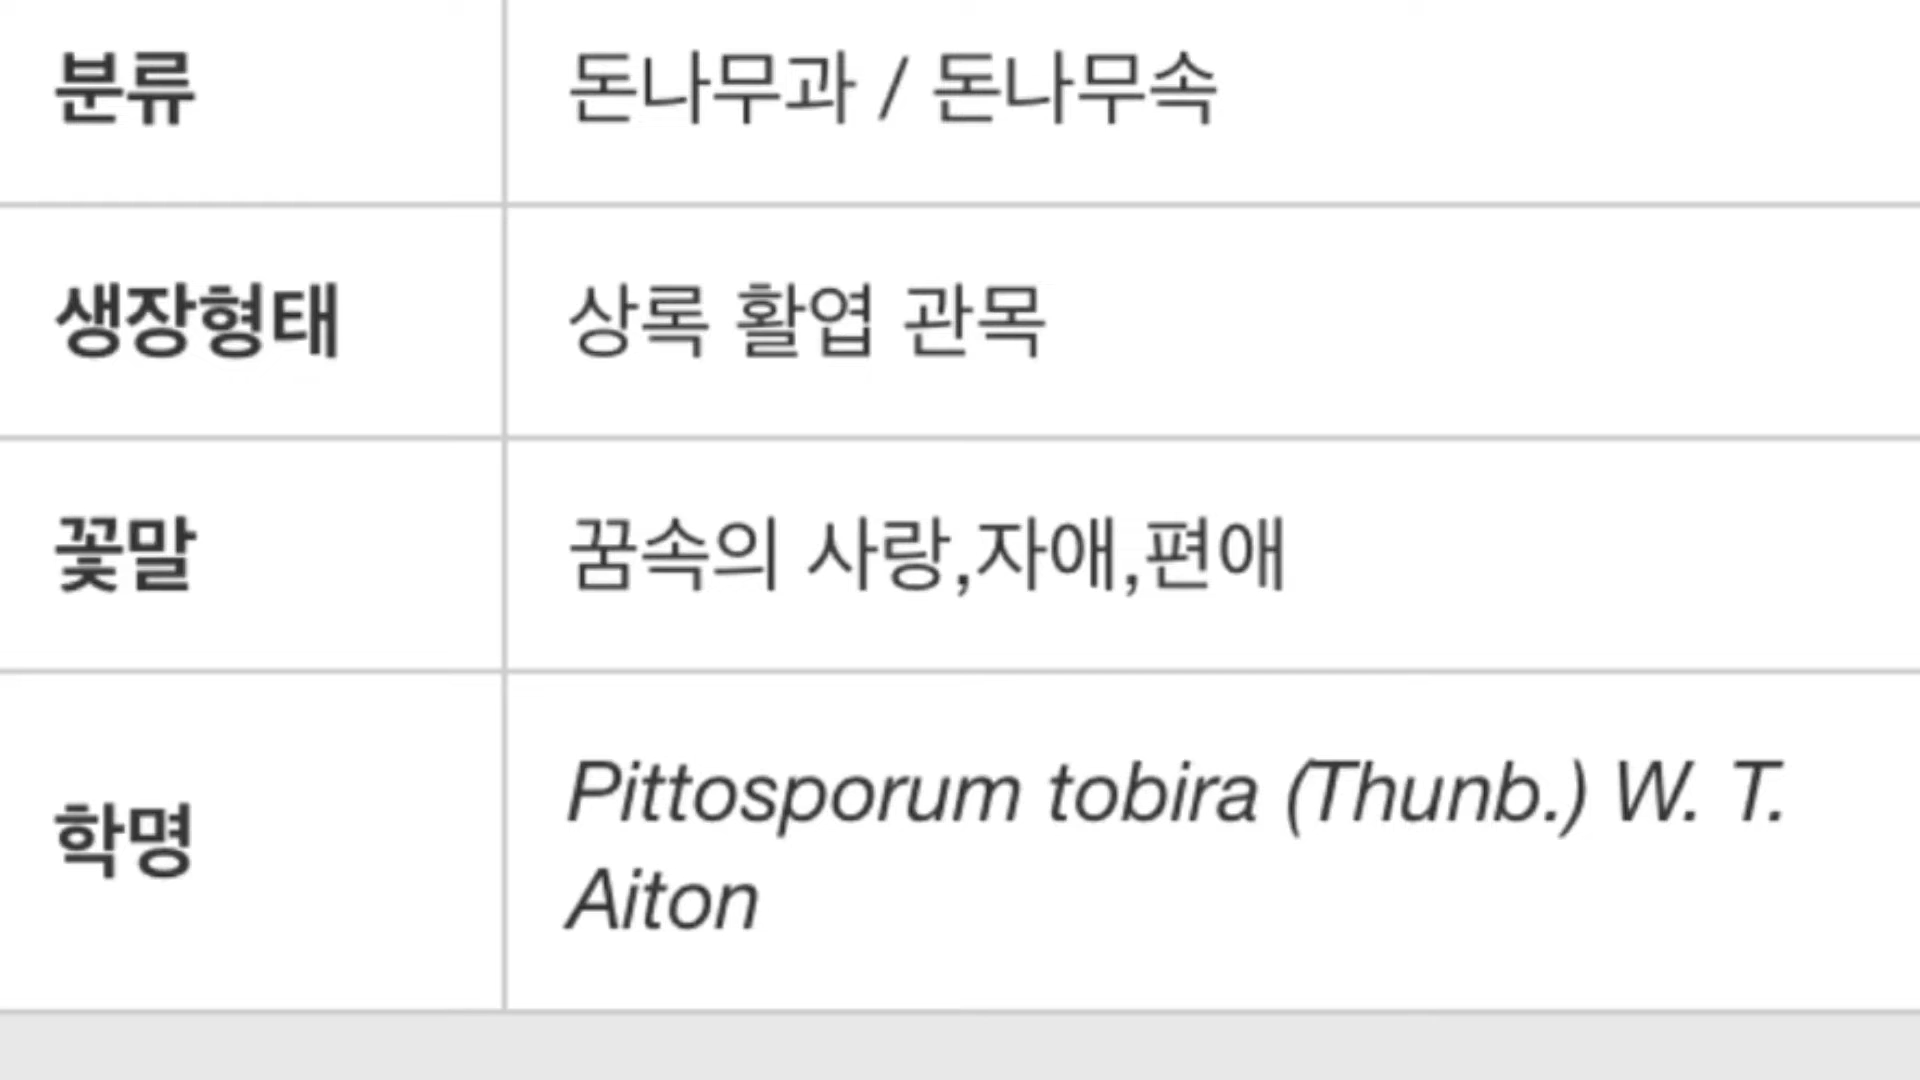 분류 돈나무과 / 돈나무속
생장형태 상록 활엽 관목
꽃말 꿈속의 사랑,자애,편애
학명 Pittosporum tobira (Thunb.) W. T.
Aiton